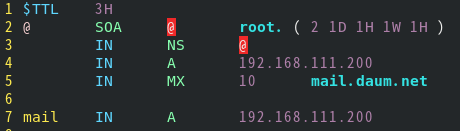 1 $TTL 3H
2 @ SOA @ root. ( 2 1D 1H 1W 1H )
3 IN NS @
4 IN A 192.168.111.200
5 IN MX 10 mail.daum.net
6
7 mail IN A 192.168.111.200